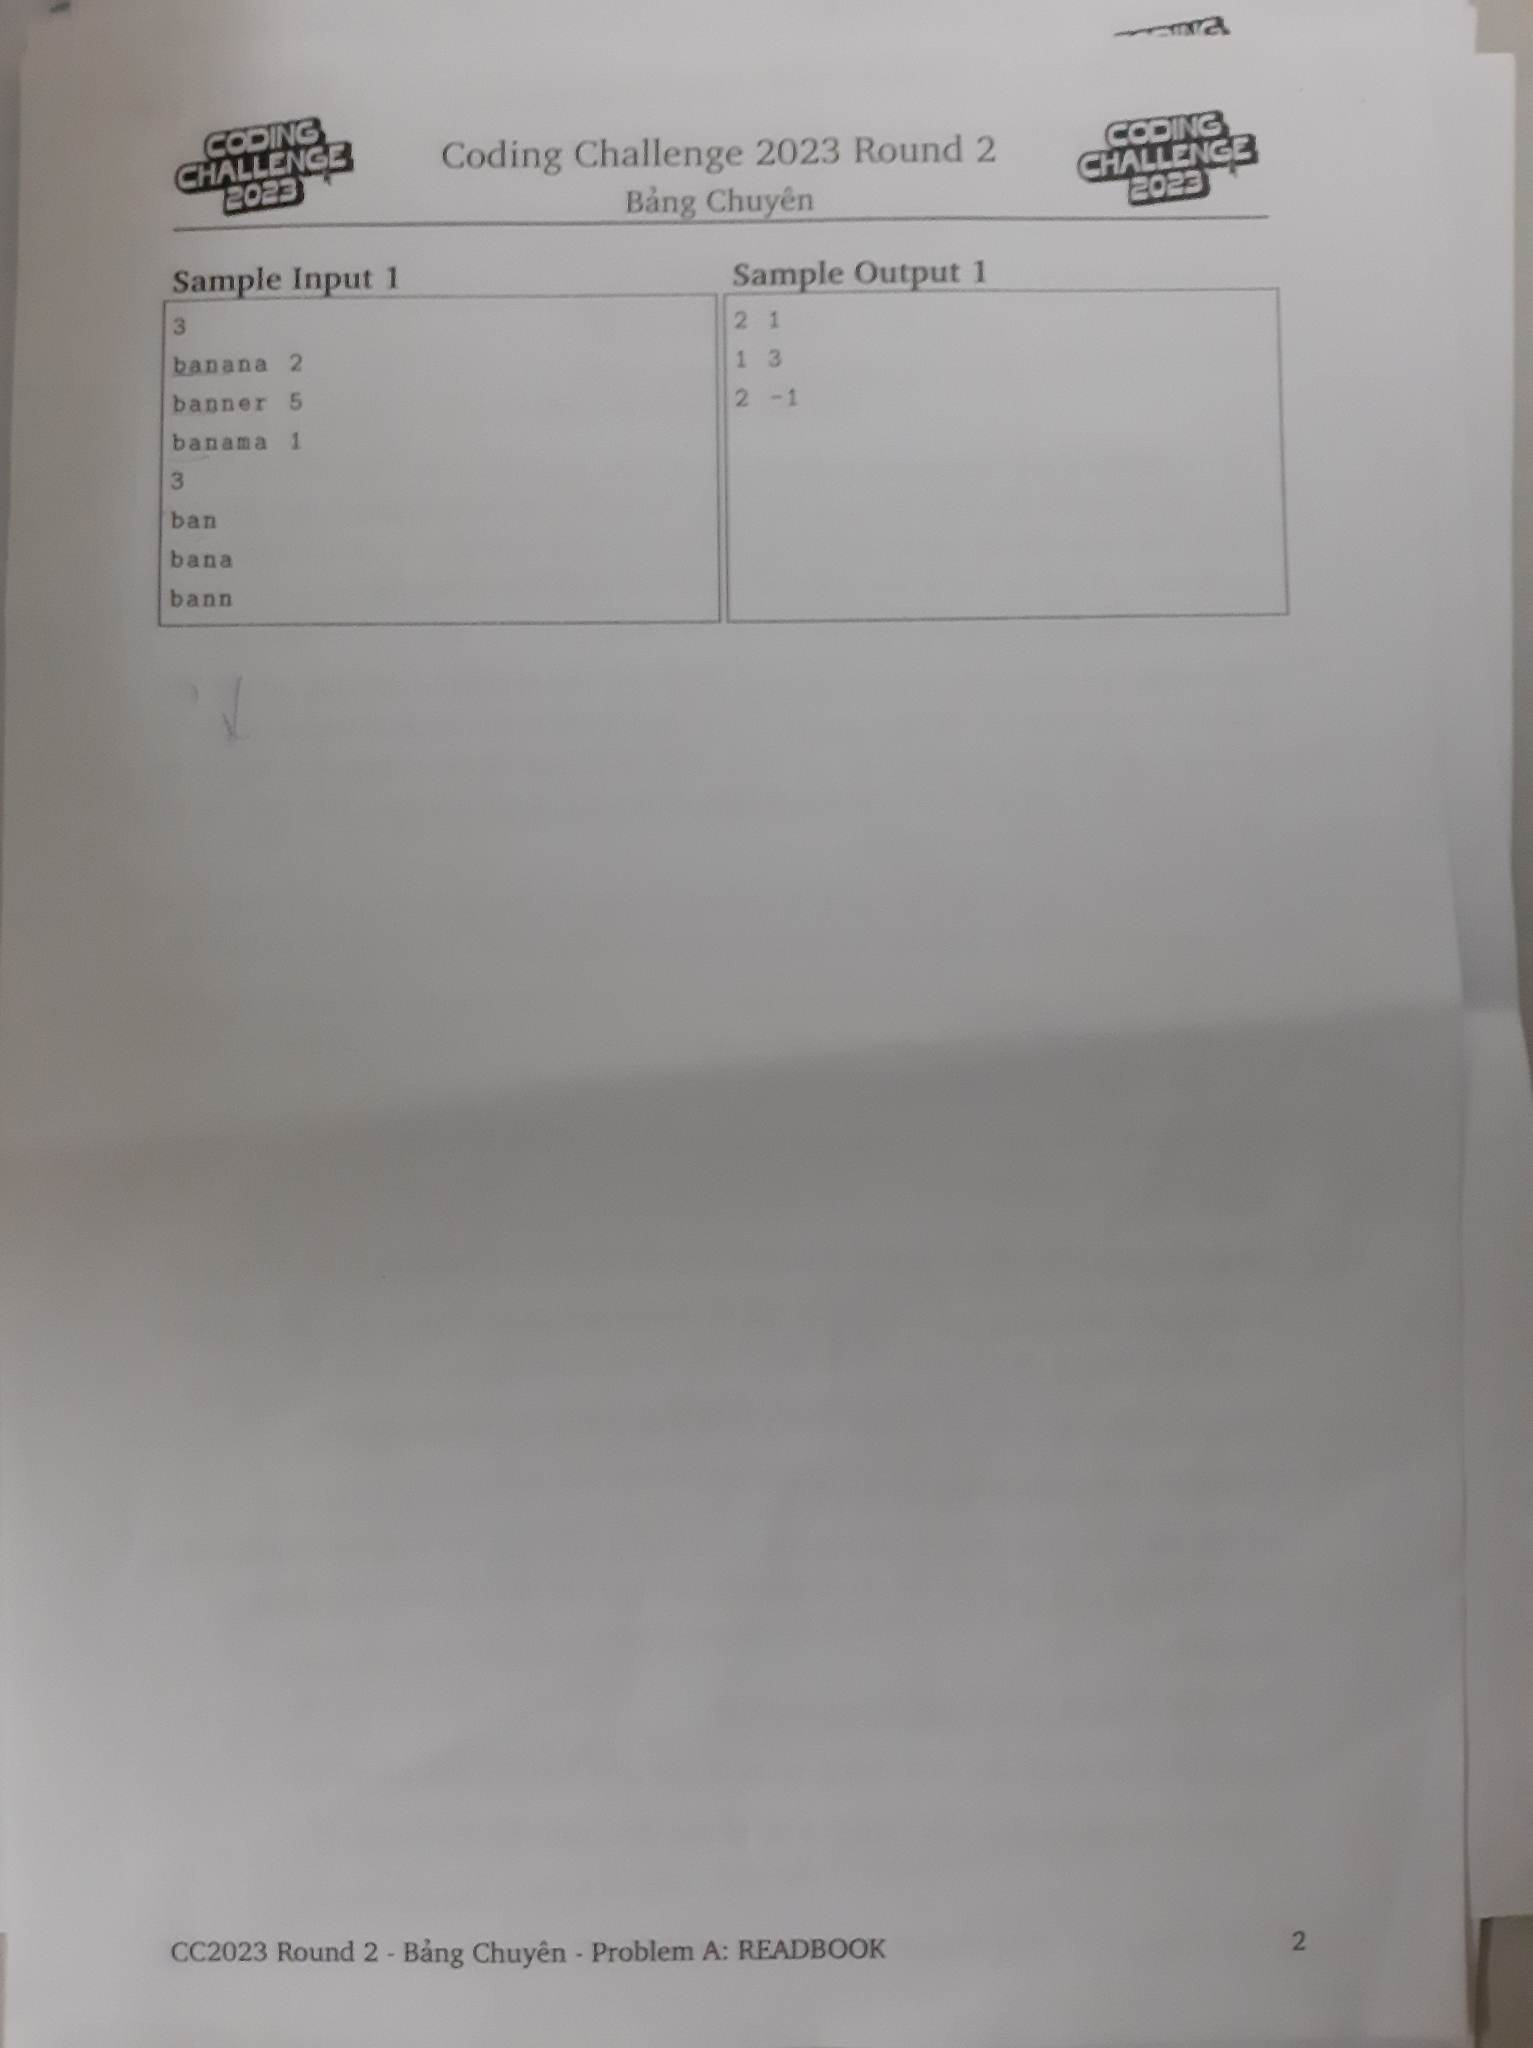 CODING
CHALLENGE
2023
Coding Challenge 2023 Round 2
Bảng Chuyên
CODING
CHALLENGE
2023
Sample Input 1
3
banana 2
banner 5
banama 1
3
ban
bana
bann
Sample Output 1
2 1
1 3
2 -1
CC2023 Round 2 - Bảng Chuyên - Problem A: READBOOK
2